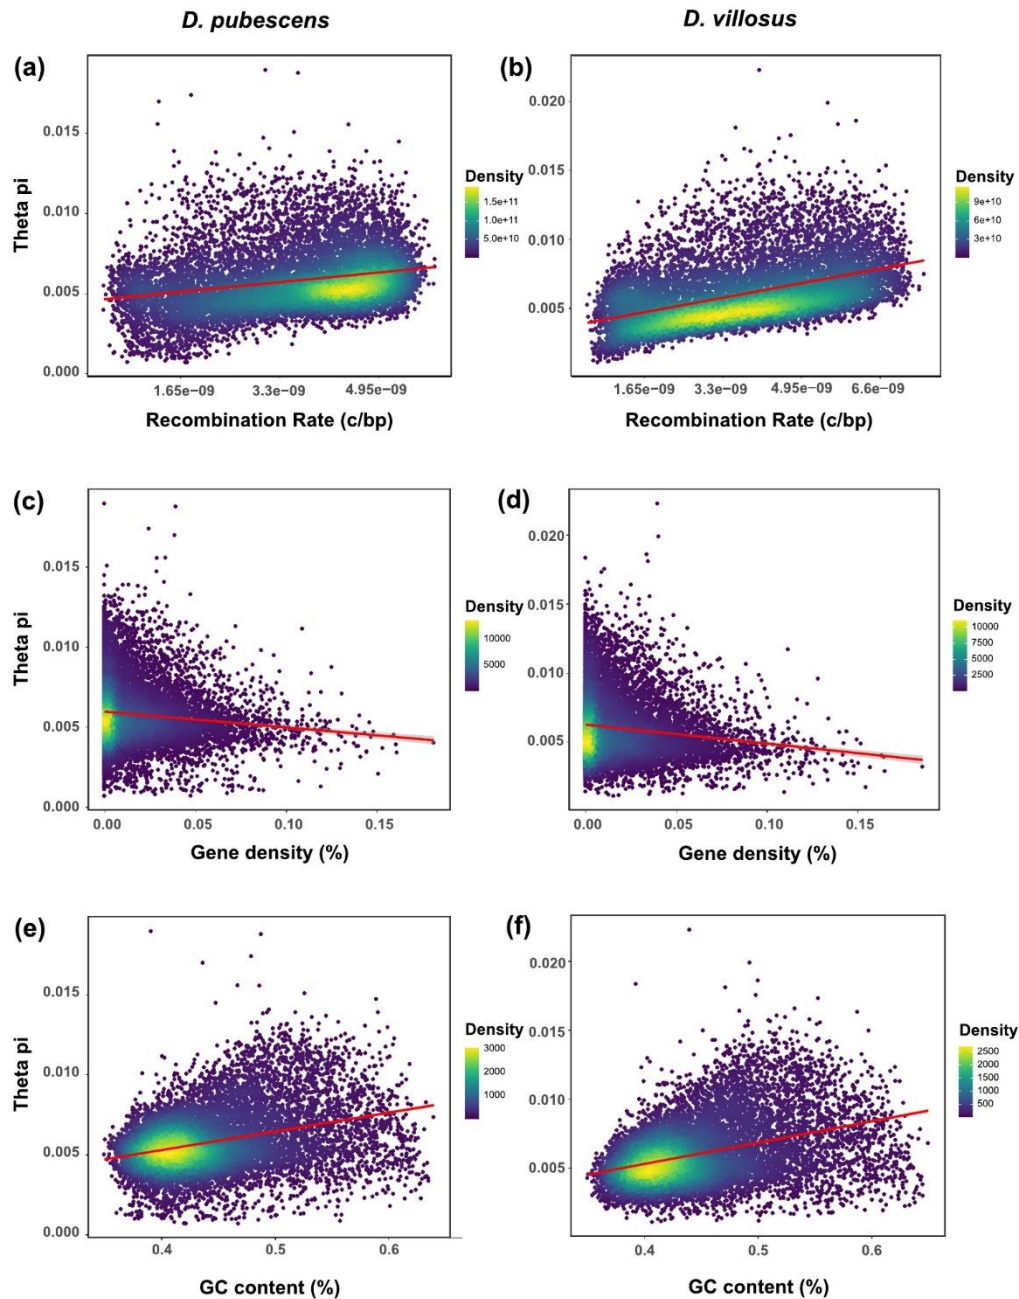 D. pubescens
D. villosus
(a)
Theta pi
0.015
0.010
0.005
0.000
1.65e−09 3.3e−09 4.95e−09
Recombination Rate (c/bp)
Density
1.5e+11
1.0e+11
5.0e+10
(b)
0.020
0.015
0.010
0.005
1.65e−09 3.3e−09 4.95e−09 6.6e−09
Recombination Rate (c/bp)
Density
9e+10
6e+10
3e+10
(c)
Theta pi
0.015
0.010
0.005
0.000
0.00 0.05 0.10 0.15
Gene density (%)
Density
10000
5000
(d)
0.020
0.015
0.010
0.005
0.00 0.05 0.10 0.15
Gene density (%)
Density
10000
7500
5000
2500
(e)
Theta pi
0.015
0.010
0.005
0.000
0.4 0.5 0.6
GC content (%)
Density
3000
2000
1000
(f)
0.020
0.015
0.010
0.005
0.4 0.5 0.6
GC content (%)
Density
2500
2000
1500
1000
500